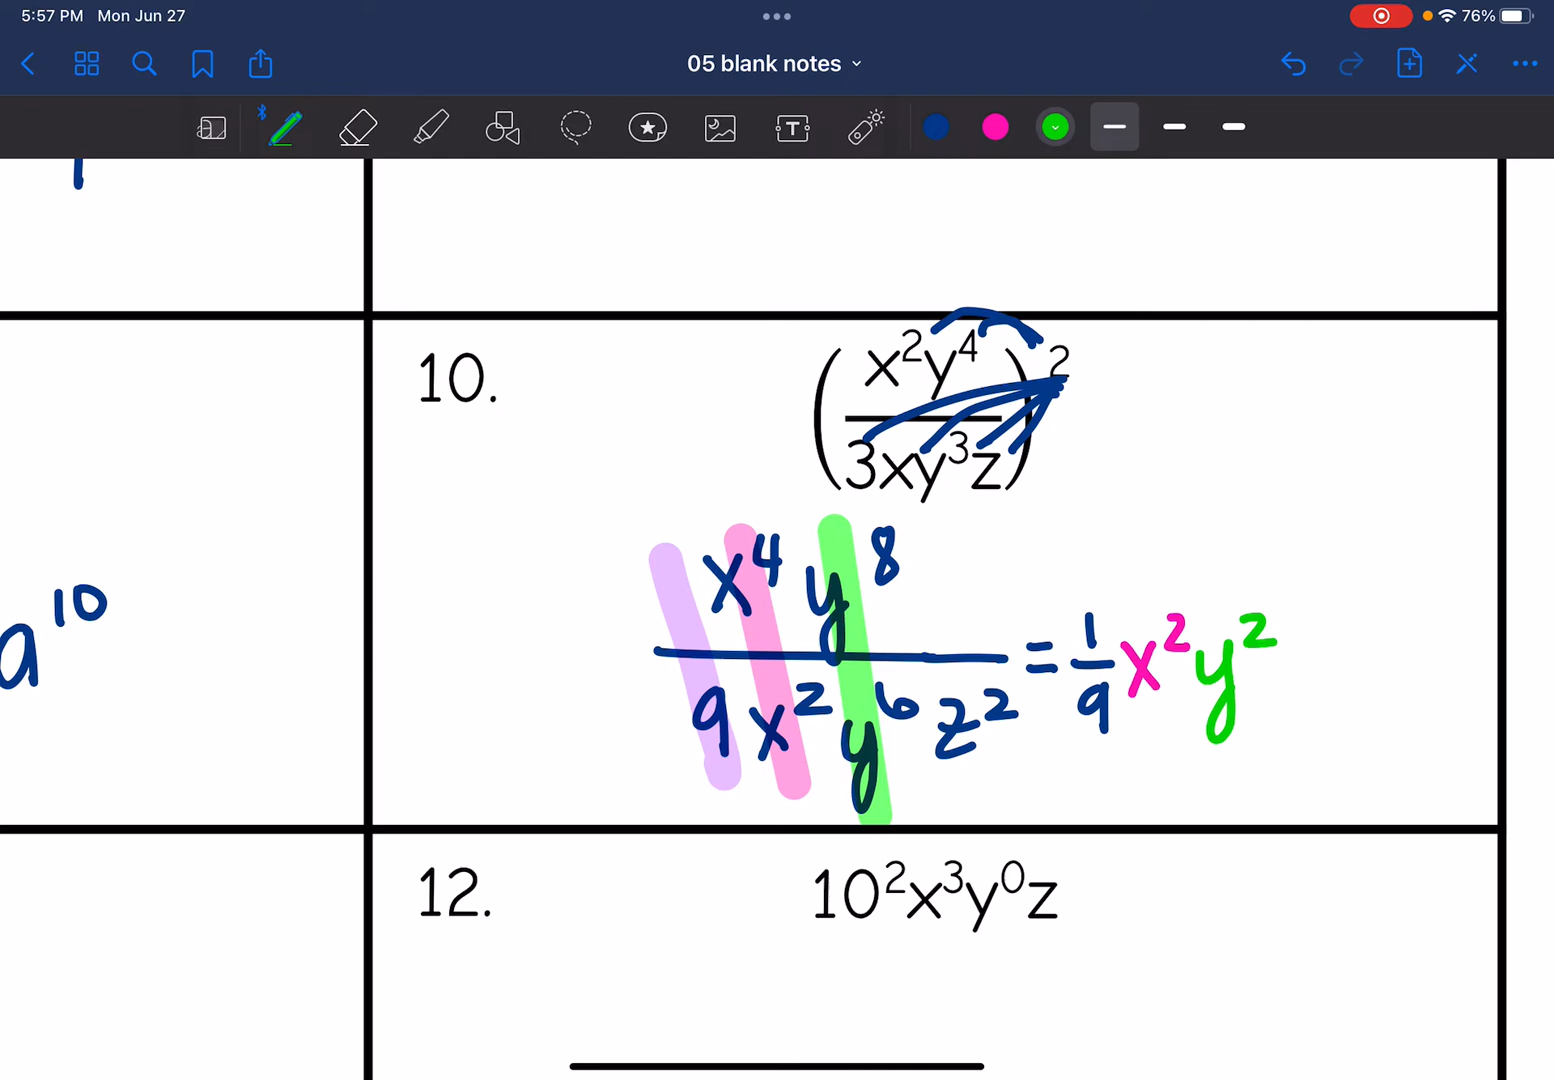 5:57 PM Mon Jun 27
76%
05 blank notes
T
10.
(x²y⁴ / 3xy³z)²
x⁴y⁸ / 9x²y⁶z² = 1/9 x²y²
a¹⁰
12.
10²x³y⁰z